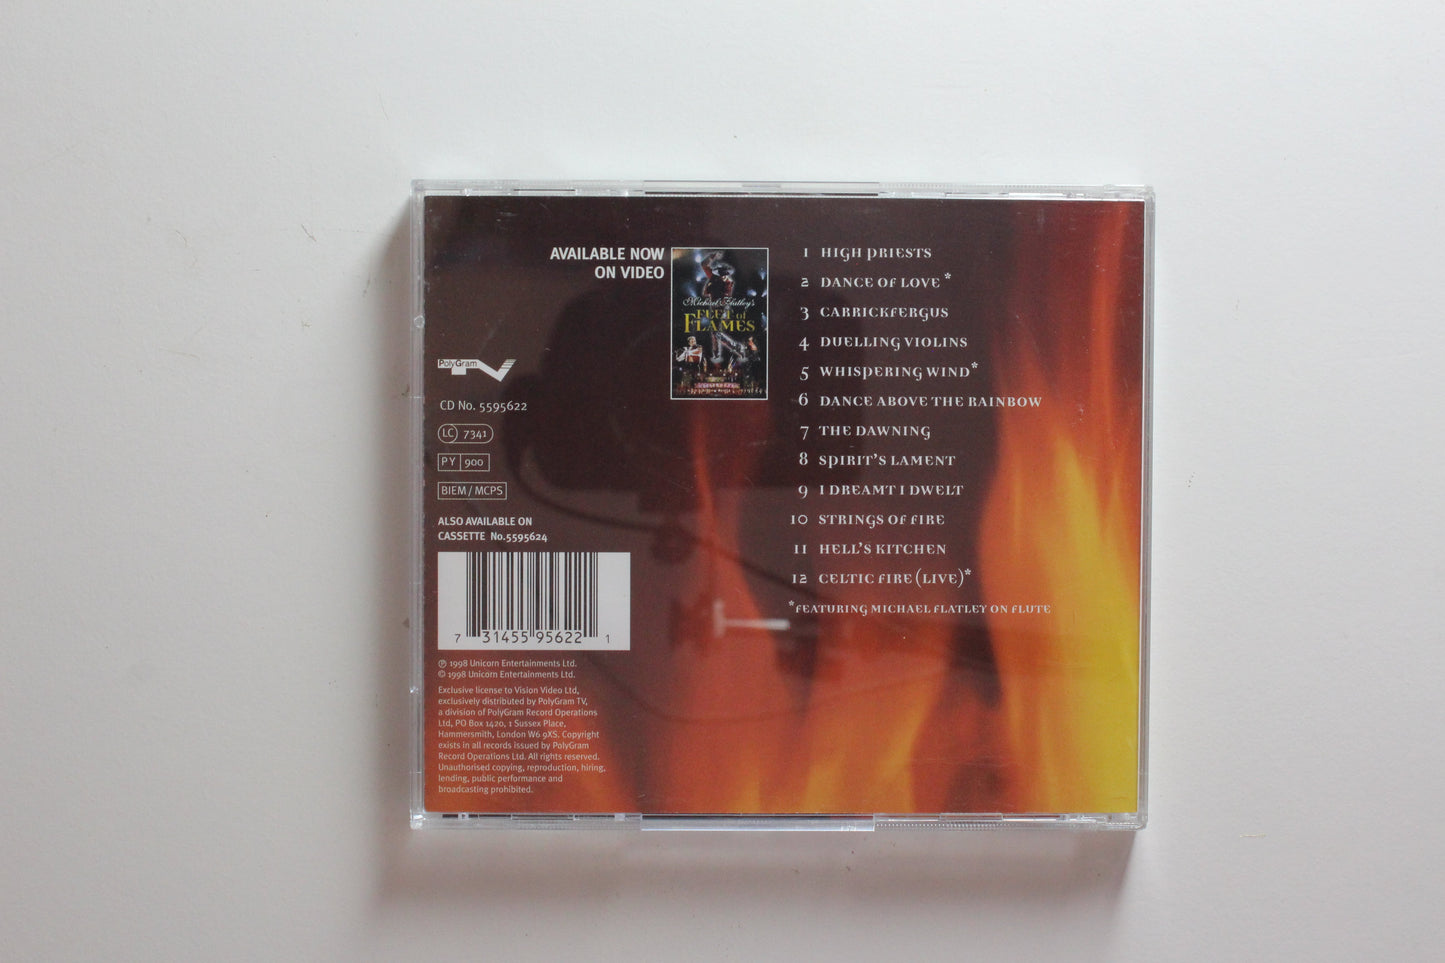 AVAILABLE NOW
ON VIDEO
Michael Flatley's
FEET of
FLAMES
PolyGram TV
CD No. 5595622
LC 7341
PY 900
BIEM/MCPS
ALSO AVAILABLE ON
CASSETTE No.5595624
7 31455 95622 1
℗ 1998 Unicorn Entertainments Ltd.
© 1998 Unicorn Entertainments Ltd.
Exclusive license to Vision Video Ltd,
exclusively distributed by PolyGram TV,
a division of PolyGram Record Operations
Ltd, PO Box 1420, 1 Sussex Place,
Hammersmith, London W6 9XS. Copyright
exists in all records issued by PolyGram
Record Operations Ltd. All rights reserved.
Unauthorised copying, reproduction, hiring,
lending, public performance and
broadcasting prohibited.
1 HIGH PRIESTS
2 DANCE OF LOVE*
3 CARRICKFERGUS
4 DUELLING VIOLINS
5 WHISPERING WIND*
6 DANCE ABOVE THE RAINBOW
7 THE DAWNING
8 SPIRIT'S LAMENT
9 I DREAMT I DWELT
10 STRINGS OF FIRE
11 HELL'S KITCHEN
12 CELTIC FIRE (LIVE)*
*FEATURING MICHAEL FLATLEY ON FLUTE